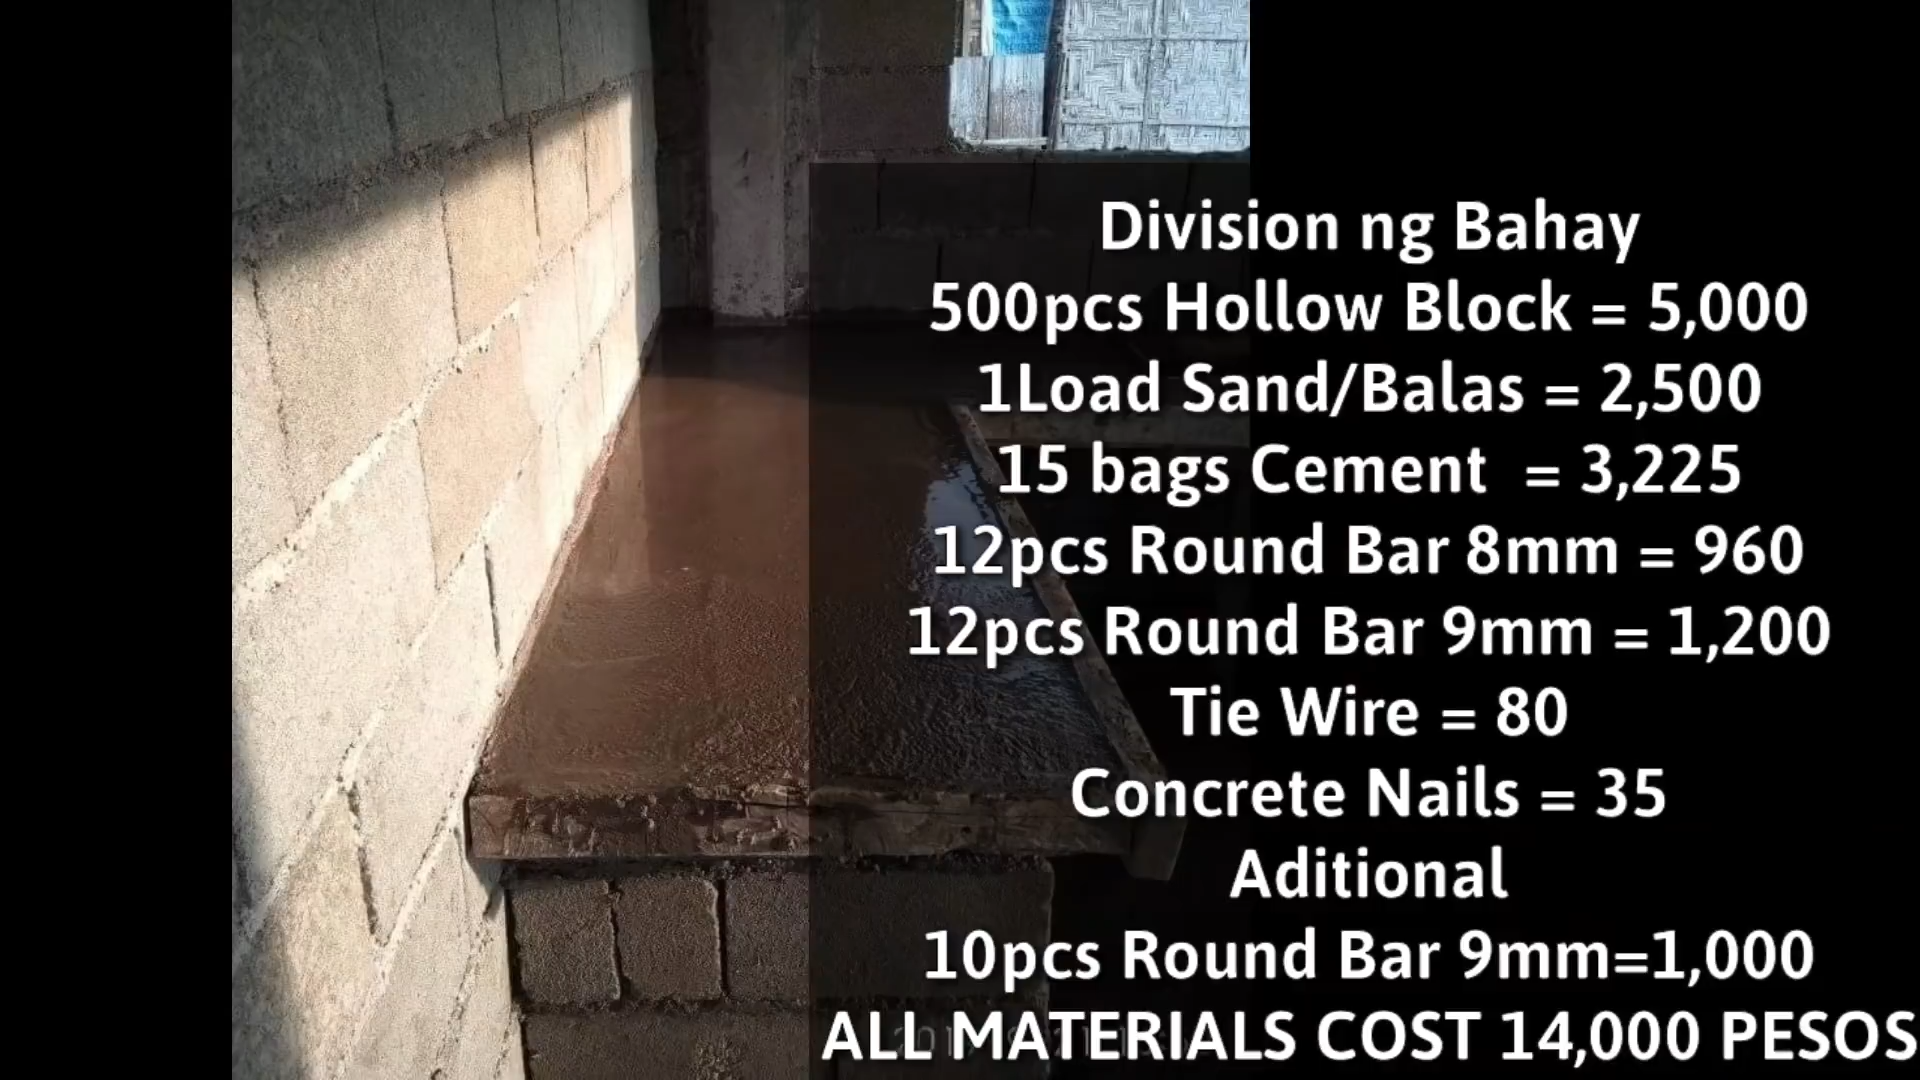 Division ng Bahay
500pcs Hollow Block = 5,000
1Load Sand/Balas = 2,500
15 bags Cement = 3,225
12pcs Round Bar 8mm = 960
12pcs Round Bar 9mm = 1,200
Tie Wire = 80
Concrete Nails = 35
Aditional
10pcs Round Bar 9mm=1,000
ALL MATERIALS COST 14,000 PESOS